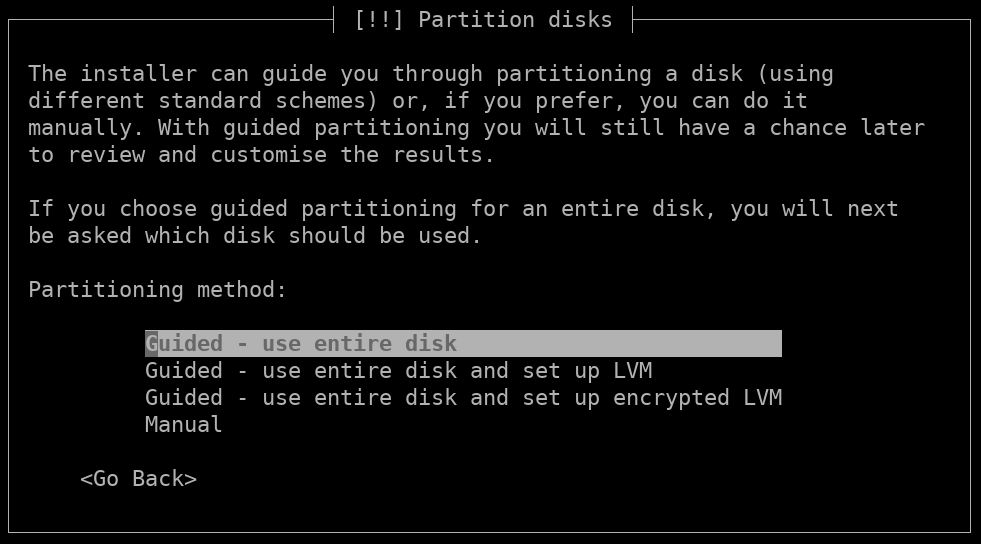 [!!] Partition disks
The installer can guide you through partitioning a disk (using
different standard schemes) or, if you prefer, you can do it
manually. With guided partitioning you will still have a chance later
to review and customise the results.
If you choose guided partitioning for an entire disk, you will next
be asked which disk should be used.
Partitioning method:
Guided - use entire disk
Guided - use entire disk and set up LVM
Guided - use entire disk and set up encrypted LVM
Manual
<Go Back>